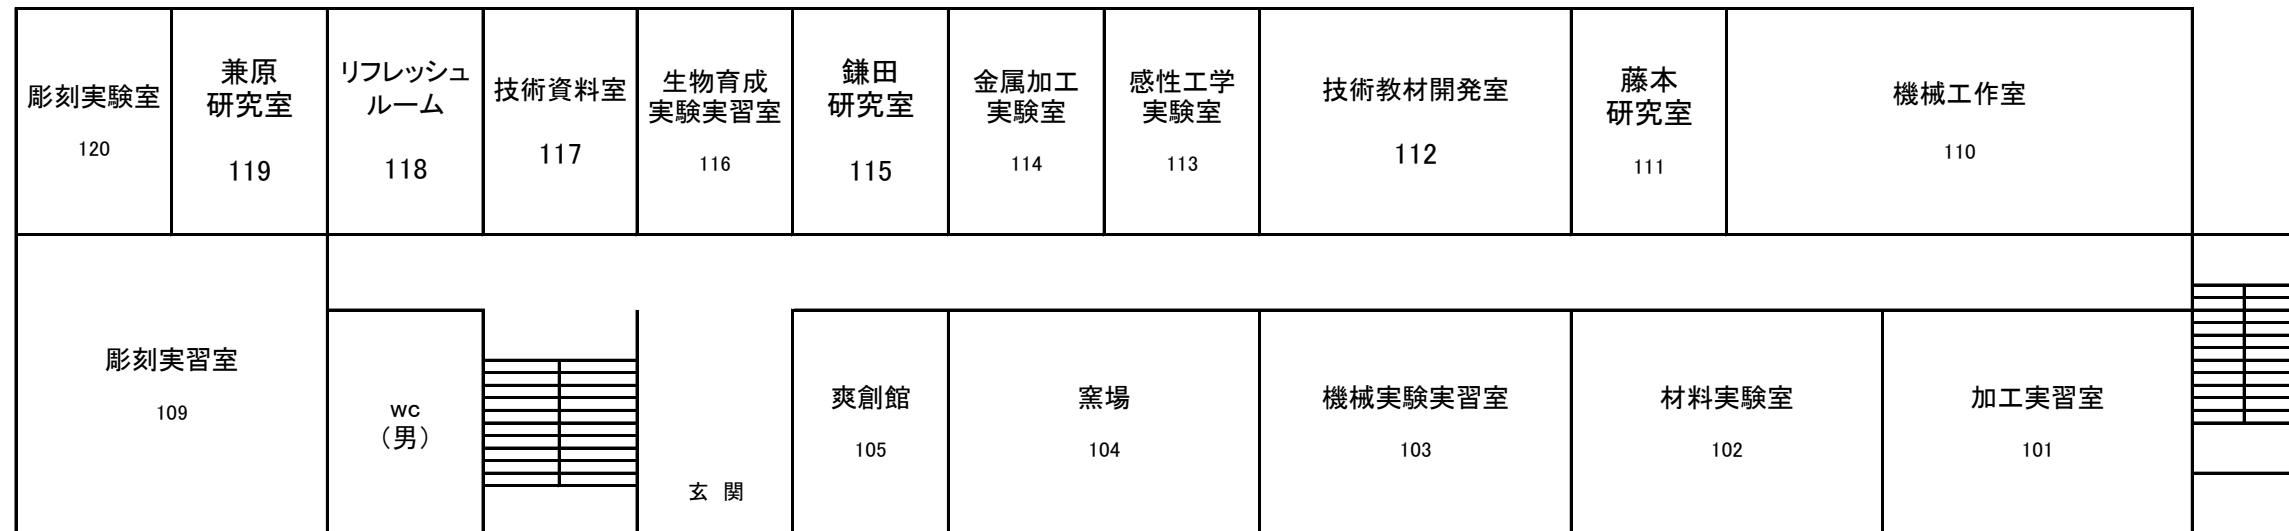 彫刻実験室
120
兼原
研究室
119
リフレッシュ
ルーム
118
技術資料室
117
生物育成
実験実習室
116
鎌田
研究室
115
金属加工
実験室
114
感性工学
実験室
113
技術教材開発室
112
藤本
研究室
111
機械工作室
110
彫刻実習室
109
WC
（男）
玄 関
爽創館
105
窯場
104
機械実験実習室
103
材料実験室
102
加工実習室
101